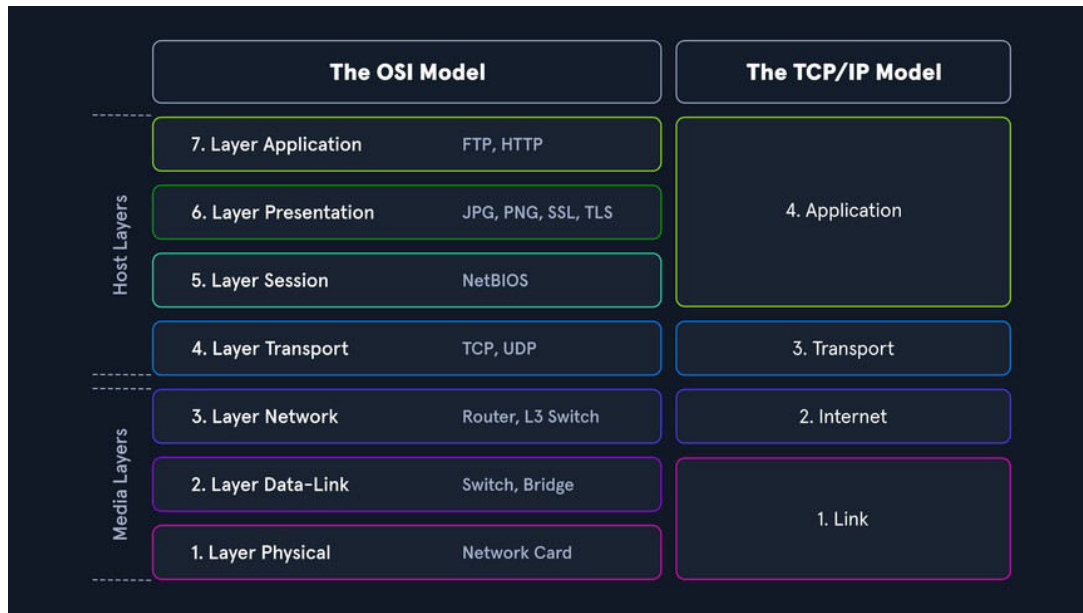 The OSI Model
The TCP/IP Model
Host Layers
7. Layer Application
FTP, HTTP
6. Layer Presentation
JPG, PNG, SSL, TLS
5. Layer Session
NetBIOS
4. Layer Transport
TCP, UDP
4. Application
3. Transport
Media Layers
3. Layer Network
Router, L3 Switch
2. Layer Data-Link
Switch, Bridge
1. Layer Physical
Network Card
2. Internet
1. Link